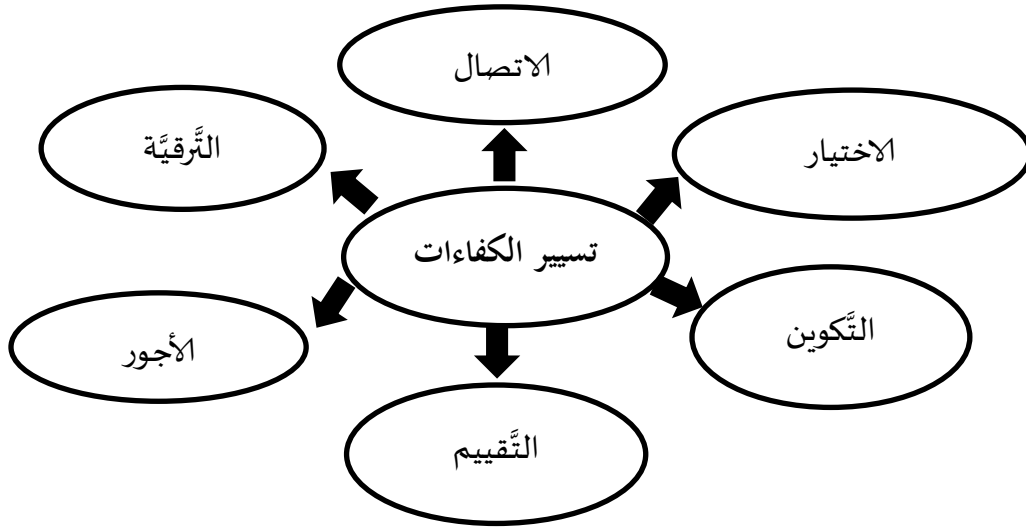 الاتصال
التَّرقيَّة
الاختيار
تسيير الكفاءات
الأجور
التَّكوين
التَّقييم